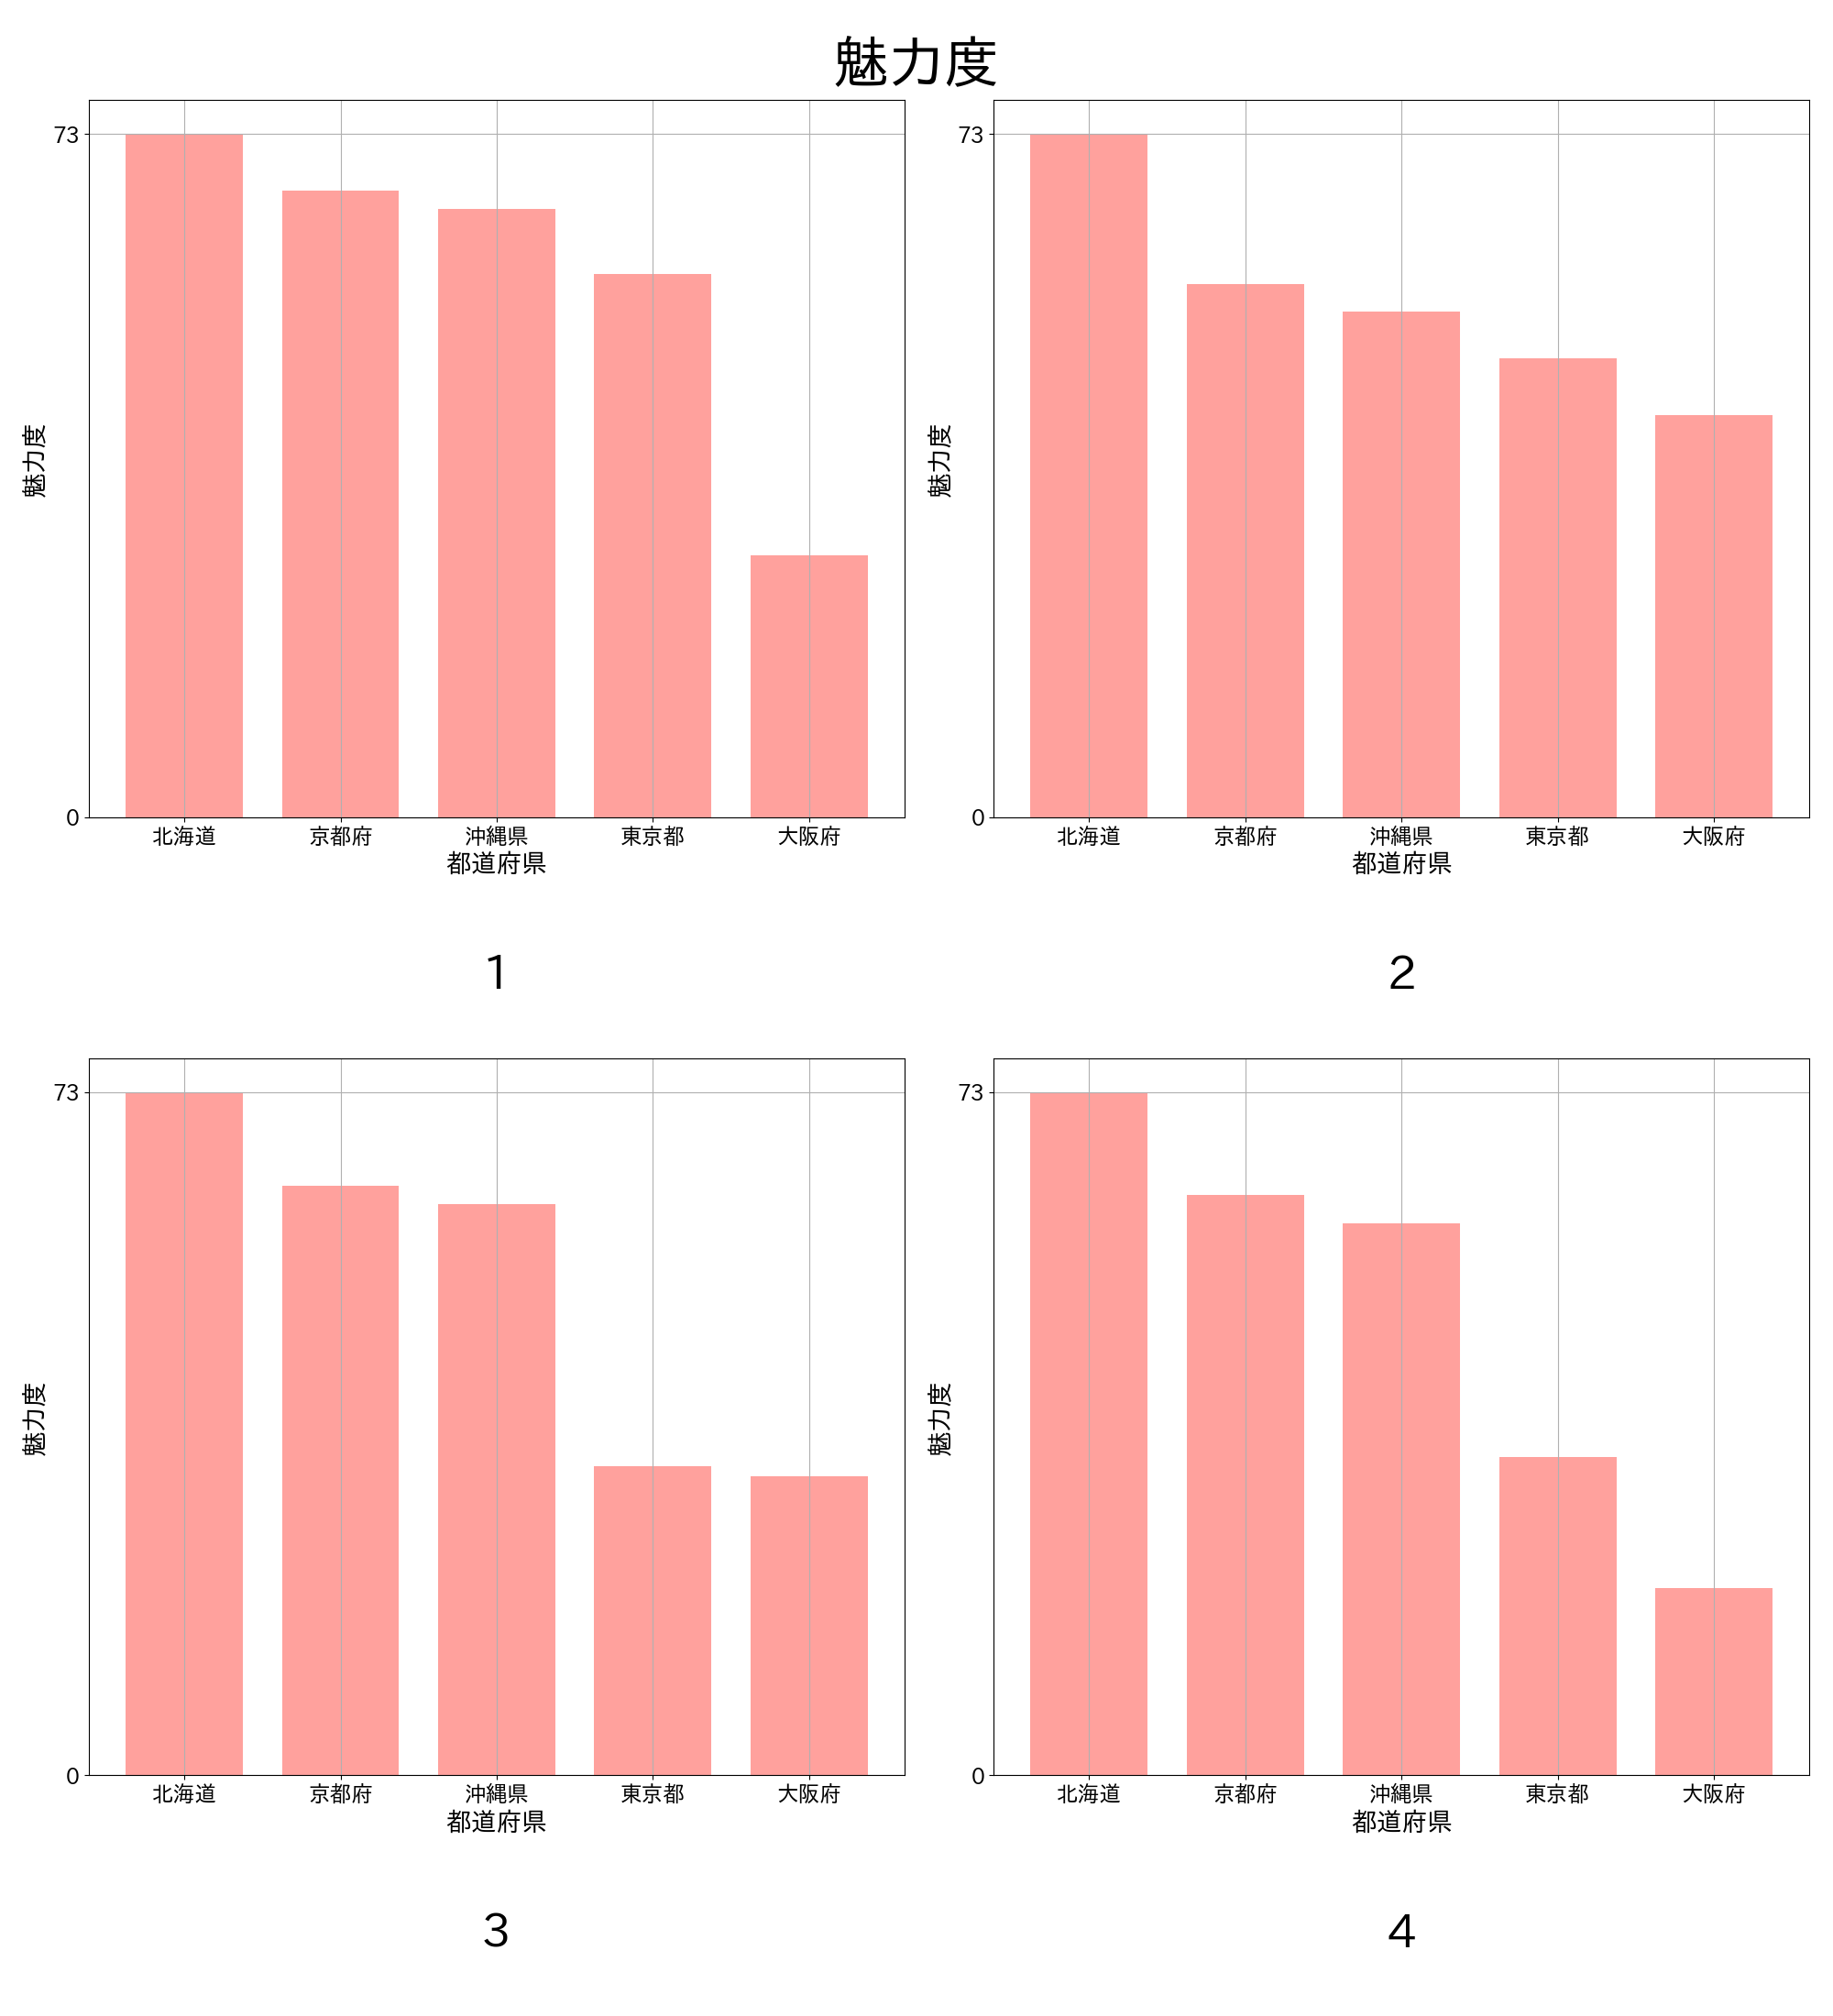 魅力度
73
0
魅力度
北海道 京都府 沖縄県 東京都 大阪府
都道府県
1
73
0
魅力度
北海道 京都府 沖縄県 東京都 大阪府
都道府県
2
73
0
魅力度
北海道 京都府 沖縄県 東京都 大阪府
都道府県
3
73
0
魅力度
北海道 京都府 沖縄県 東京都 大阪府
都道府県
4